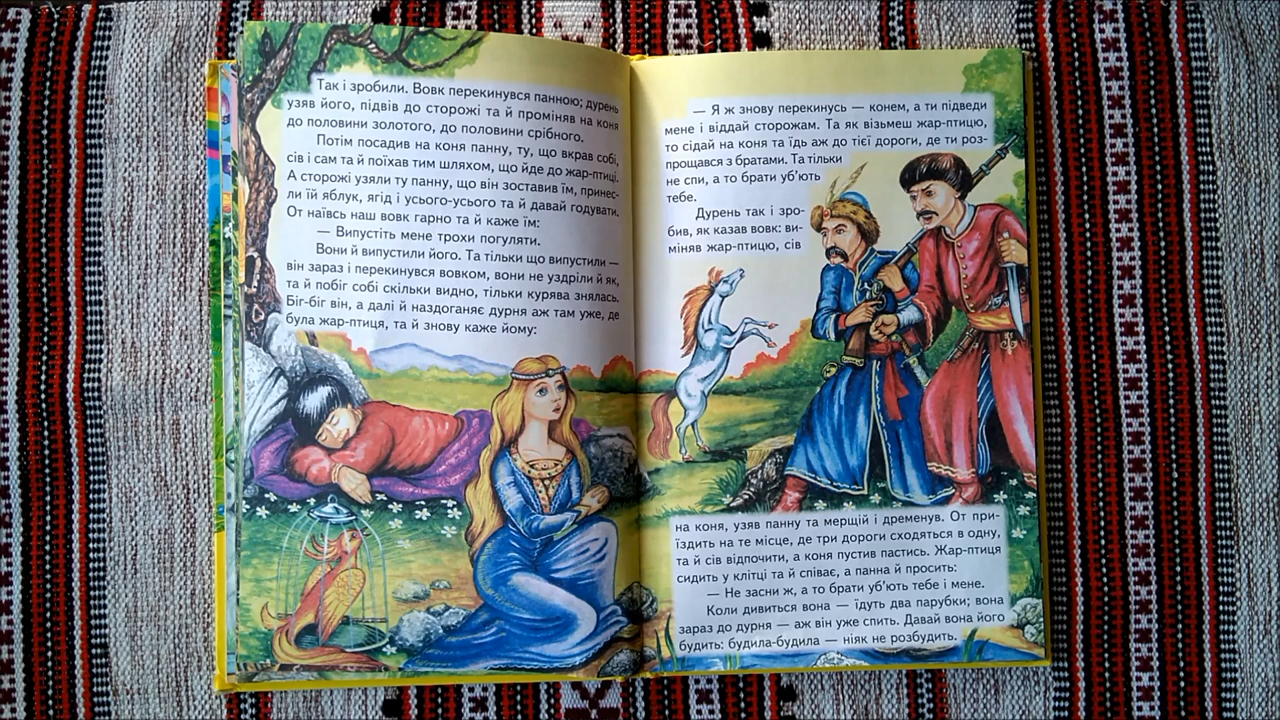 Так і зробили. Вовк перекинувся панною; дурень
узяв його, підвів до сторожі та й проміняв на коня
до половини золотого, до половини срібного.
Потім посадив на коня панну, ту, що вкрав собі,
сів і сам та й поїхав тим шляхом, що йде до жар-птиці.
А сторожі узяли ту панну, що він зоставив їм, принес-
ли їй яблук, ягід і усього-усього та й давай годувати.
От наївсь наш вовк гарно та й каже їм:
— Випустіть мене трохи погуляти.
Вони й випустили його. Та тільки що випустили —
він зараз і перекинувся вовком, вони не уздріли й як,
та й побіг собі скільки видно, тільки курява знялась.
Біг-біг він, а далі й наздоганяє дурня аж там уже, де
була жар-птиця, та й знову каже йому:
— Я ж знову перекинусь — конем, а ти підведи
мене і віддай сторожам. Та як візьмеш жар-птицю,
то сідай на коня та їдь аж до тієї дороги, де ти роз-
прощався з братами. Та тільки
не спи, а то брати уб’ють
тебе.
Дурень так і зро-
бив, як казав вовк: ви-
міняв жар-птицю, сів
на коня, узяв панну та мерщій і дременув. От при-
їздить на те місце, де три дороги сходяться в одну,
та й сів відпочити, а коня пустив пастись. Жар-птиця
сидить у клітці та й співає, а панна й просить:
— Не засни ж, а то брати уб’ють тебе і мене.
Коли дивиться вона — їдуть два парубки; вона
зараз до дурня — аж він уже спить. Давай вона його
будить: будила-будила — ніяк не розбудить.